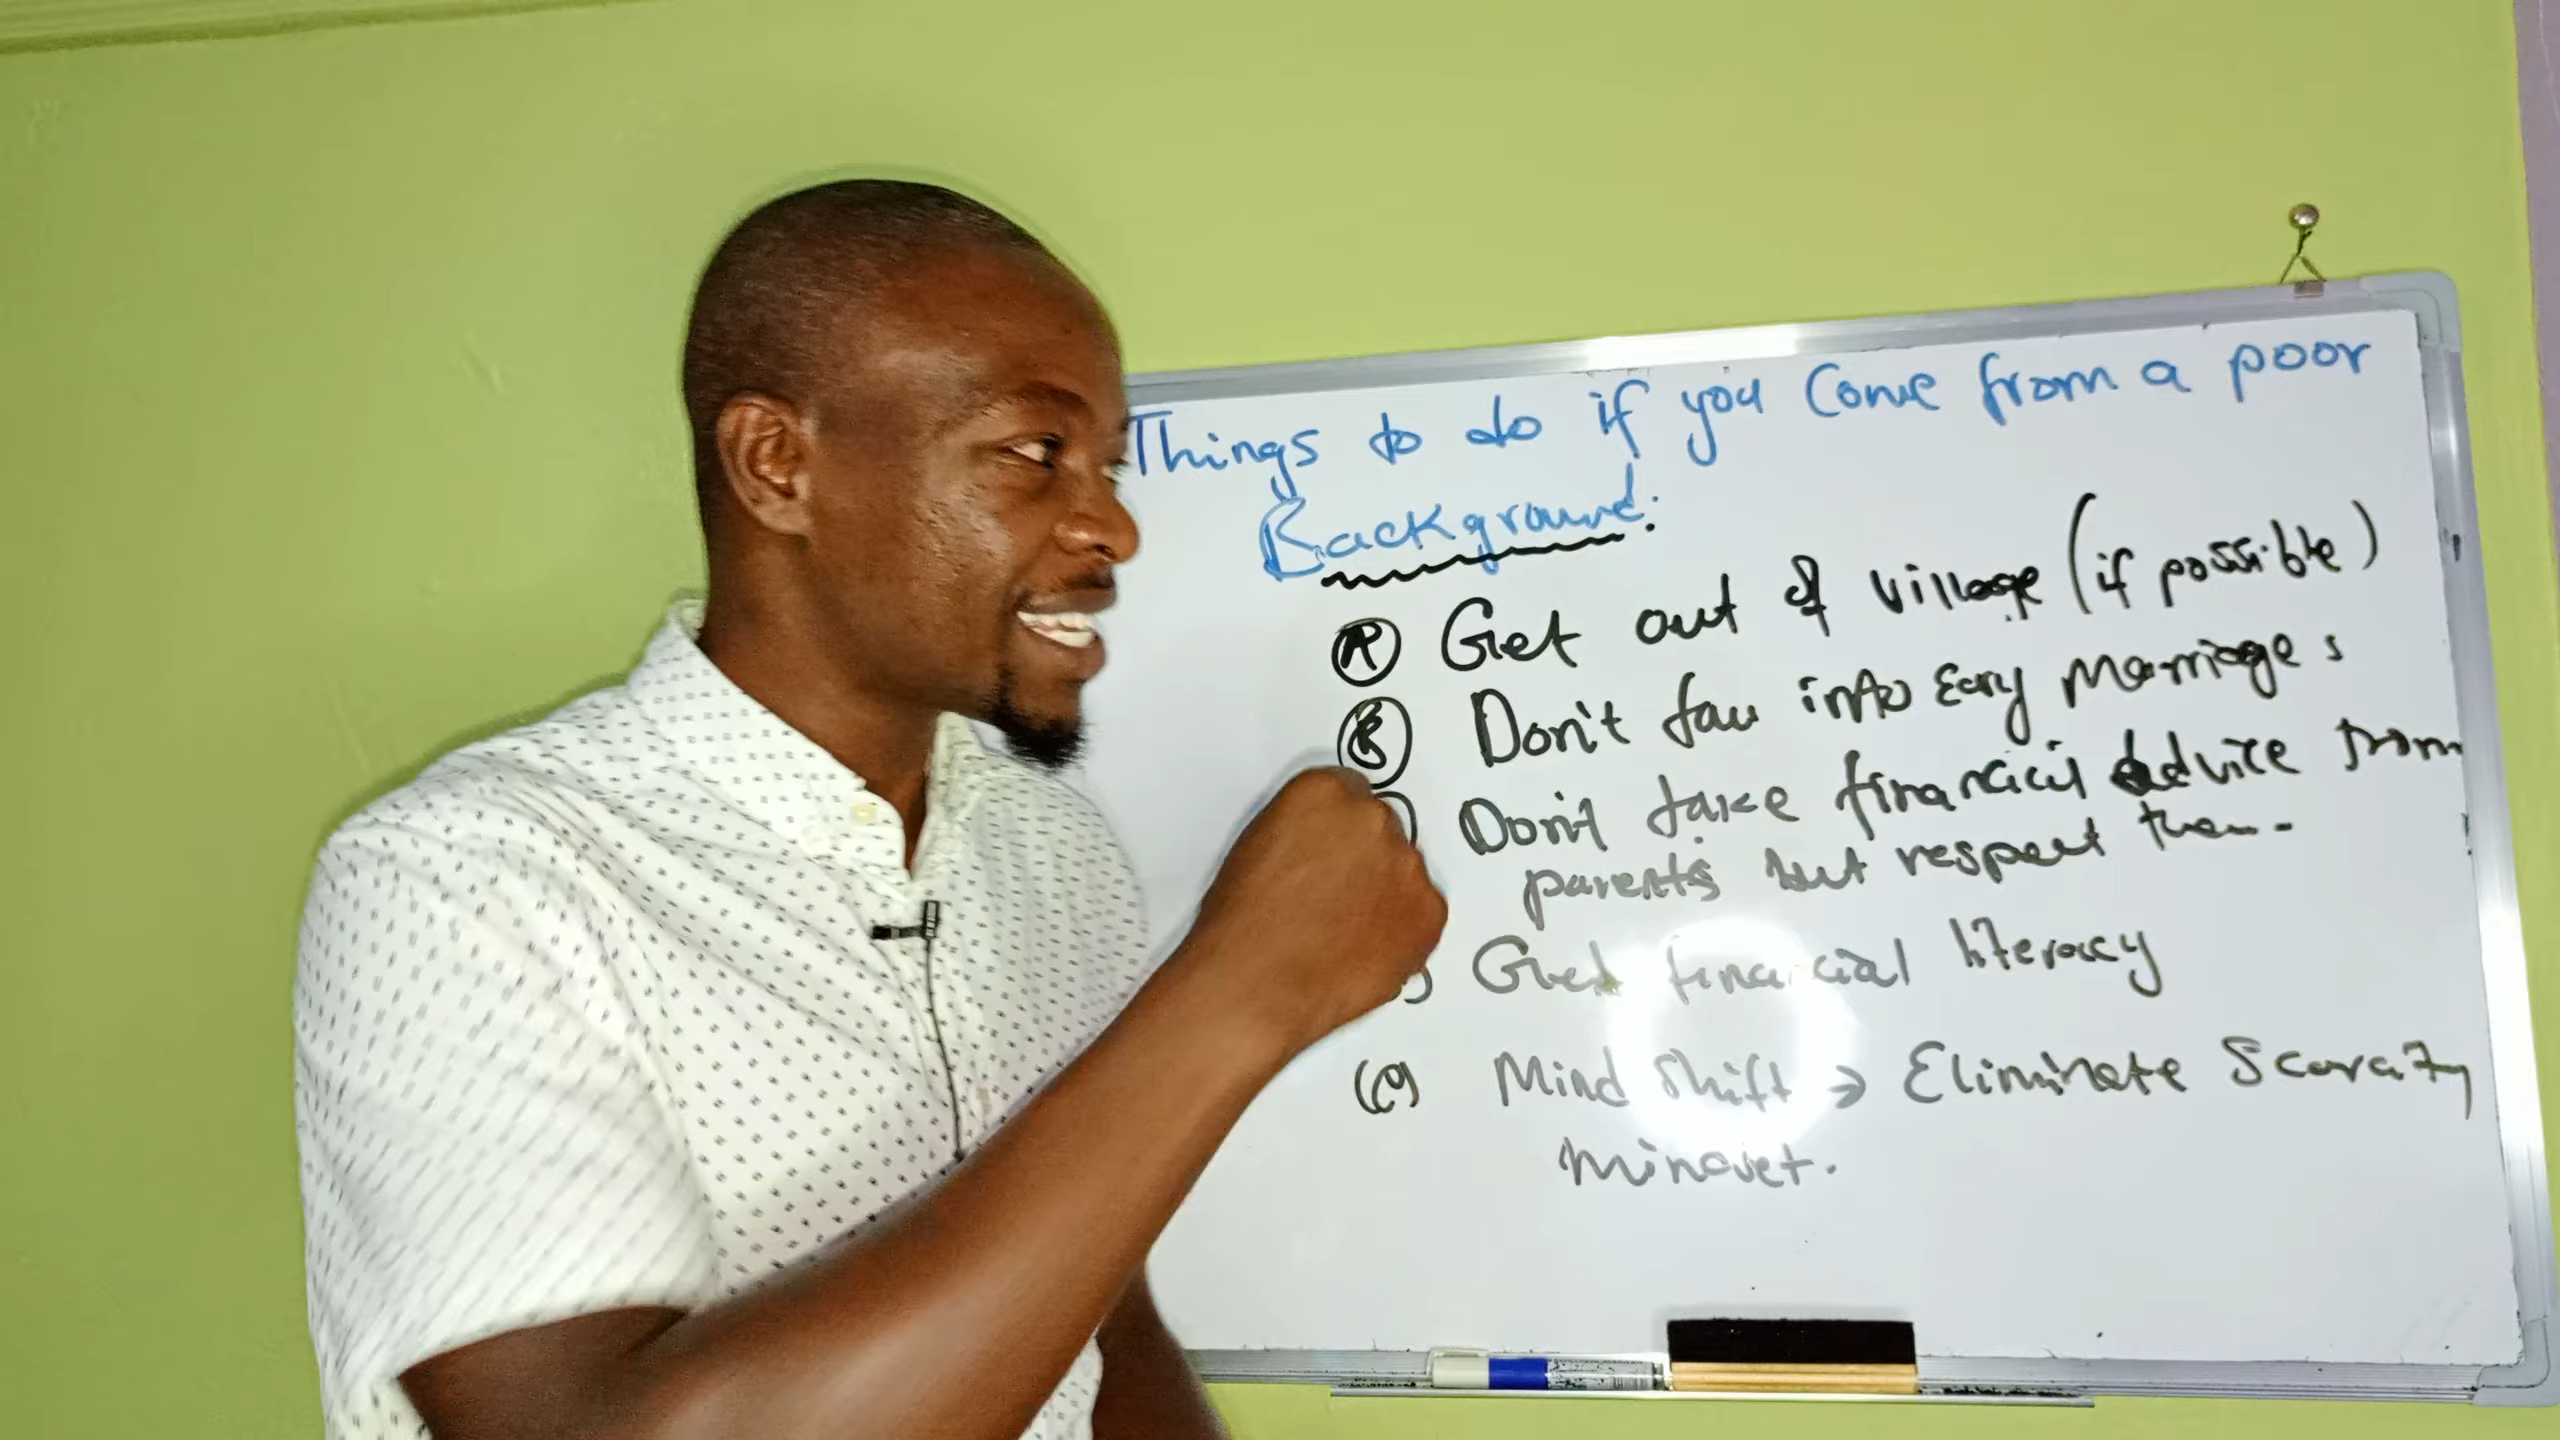 Things to do if you Come from a poor
Background:
(A) Get out of village (if possible)
(B) Don't fall into Early Marriages
Don't take financial advice from
parents but respect them.
Get financial literacy
(e) Mind shift → Eliminate Scarcity
mindset.